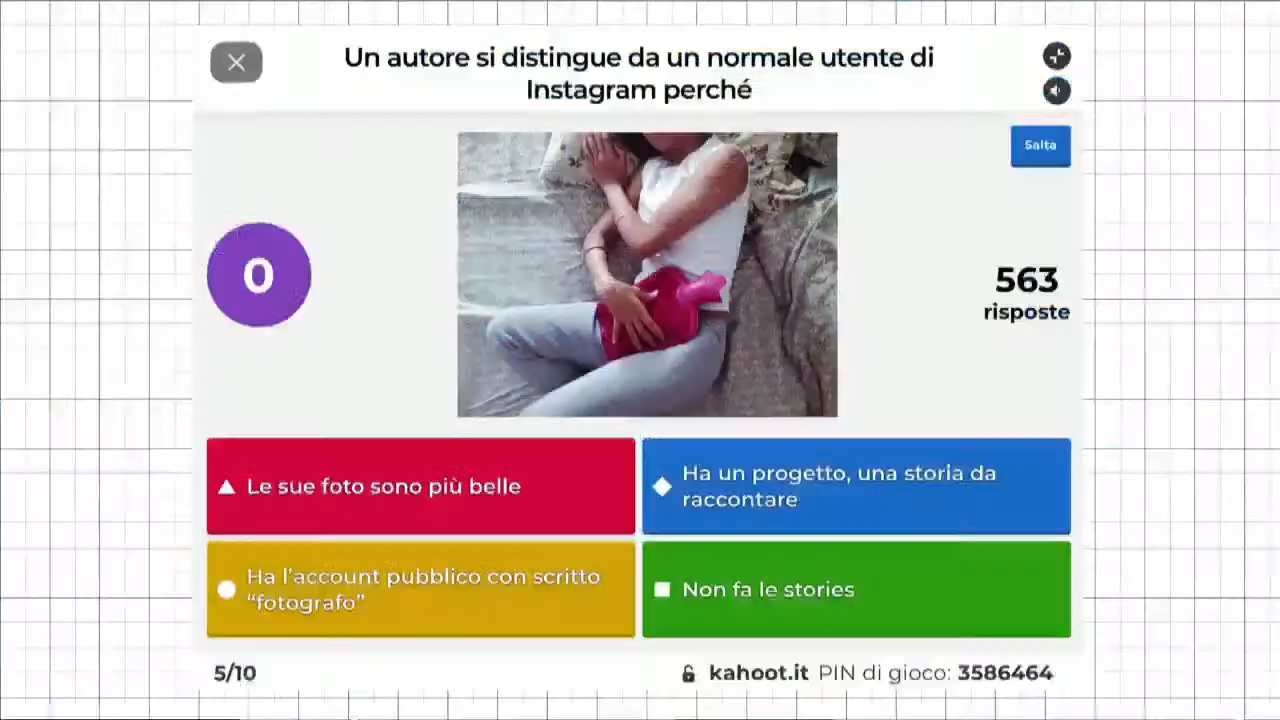 Un autore si distingue da un normale utente di
Instagram perché
Salta
0
563
risposte
Le sue foto sono più belle
Ha un progetto, una storia da
raccontare
Ha l'account pubblico con scritto
“fotografo”
Non fa le stories
5/10
kahoot.it PIN di gioco: 3586464